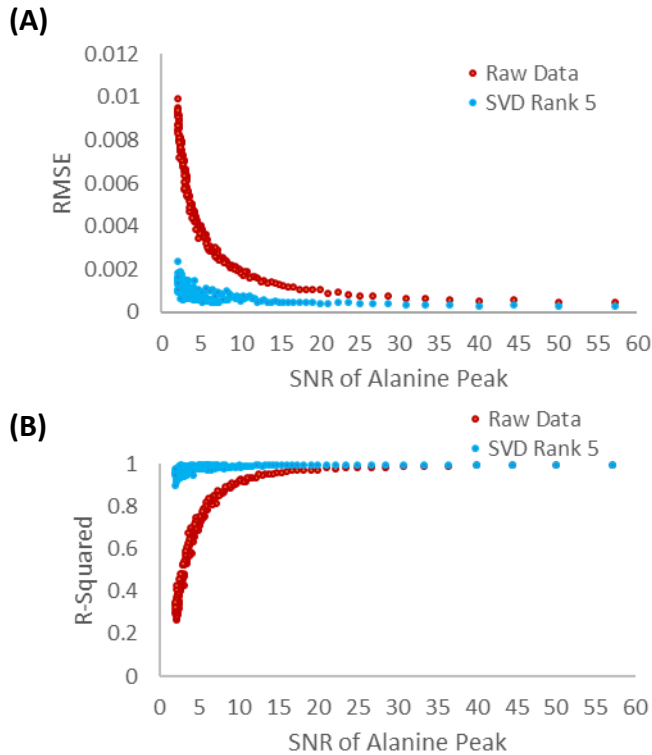 (A)
0.012
0.01
0.008
0.006
0.004
0.002
0
RMSE
Raw Data
SVD Rank 5
0 5 10 15 20 25 30 35 40 45 50 55 60
SNR of Alanine Peak
(B)
Raw Data
SVD Rank 5
1
0.8
0.6
0.4
0.2
0
R-Squared
0 5 10 15 20 25 30 35 40 45 50 55 60
SNR of Alanine Peak